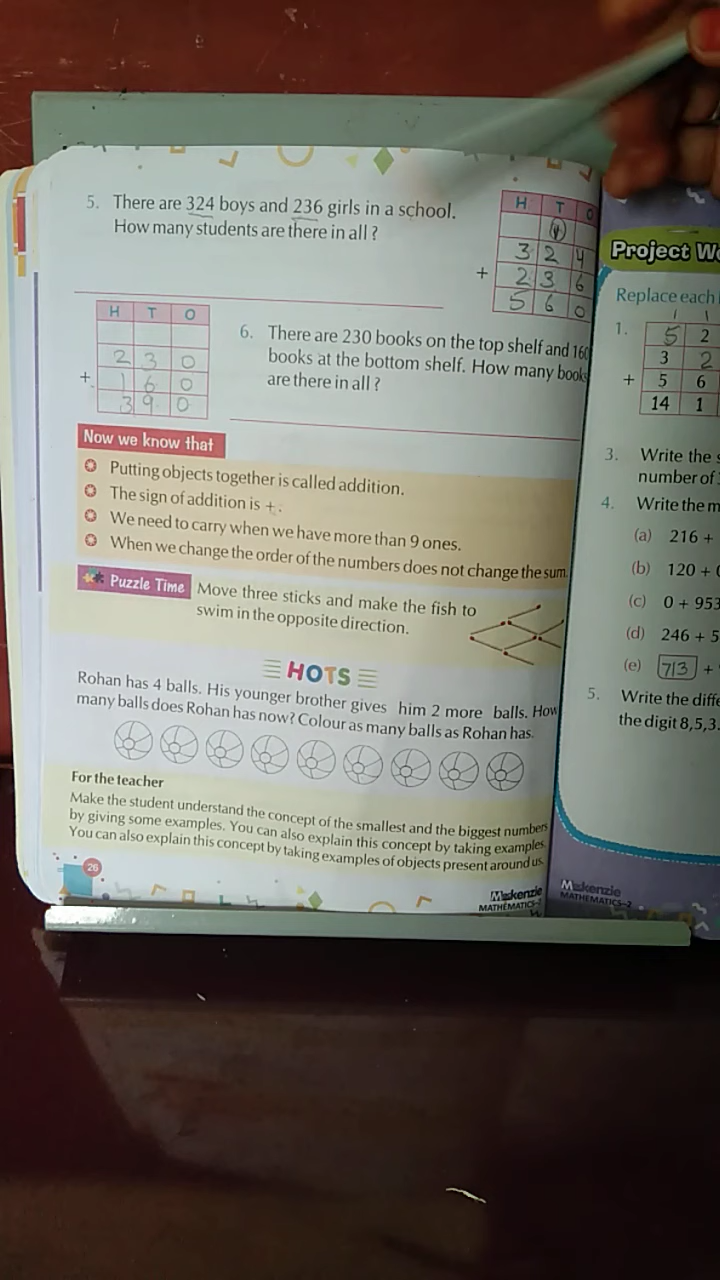 5. There are 324 boys and 236 girls in a school.
How many students are there in all ?
H T O
1
3 2 4
+ 2 3 6
5 6 0
H T O
2 3 0
+ 1 6 0
3 9 0
6. There are 230 books on the top shelf and 160
books at the bottom shelf. How many books
are there in all ?
Now we know that
Putting objects together is called addition.
The sign of addition is +.
We need to carry when we have more than 9 ones.
When we change the order of the numbers does not change the sum.
Puzzle Time
Move three sticks and make the fish to
swim in the opposite direction.
HOTS
Rohan has 4 balls. His younger brother gives him 2 more balls. How
many balls does Rohan has now? Colour as many balls as Rohan has.
For the teacher
Make the student understand the concept of the smallest and the biggest numbers
by giving some examples. You can also explain this concept by taking examples.
You can also explain this concept by taking examples of objects present around us.
26
Mckenzie
MATHEMATICS-2
Project W
Replace each
1 1
1. 5 2
3 2
+ 5 6
14 1
3. Write the
number of
4. Write the
(a) 216 +
(b) 120 +
(c) 0 + 953
(d) 246 + 5
(e) 713 +
5. Write the
the digit 8,5,3.
Mckenzie
MATHEMATICS-2